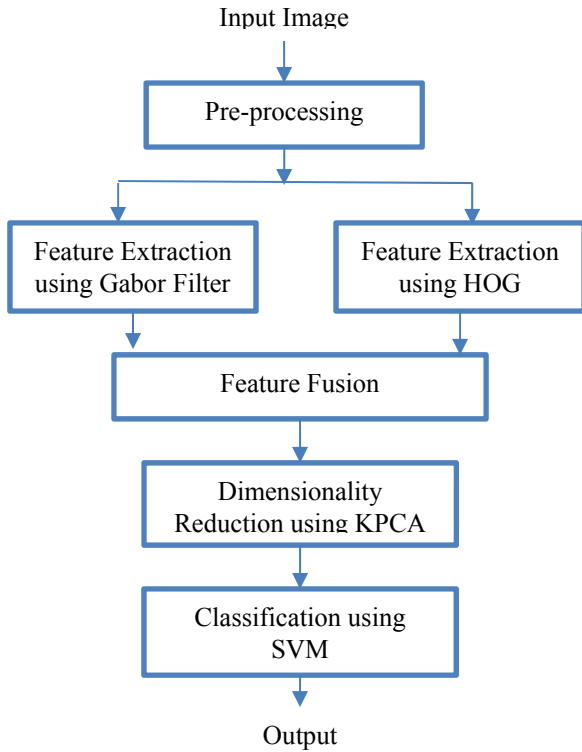 Input Image
Pre-processing
Feature Extraction
using Gabor Filter
Feature Extraction
using HOG
Feature Fusion
Dimensionality
Reduction using KPCA
Classification using
SVM
Output